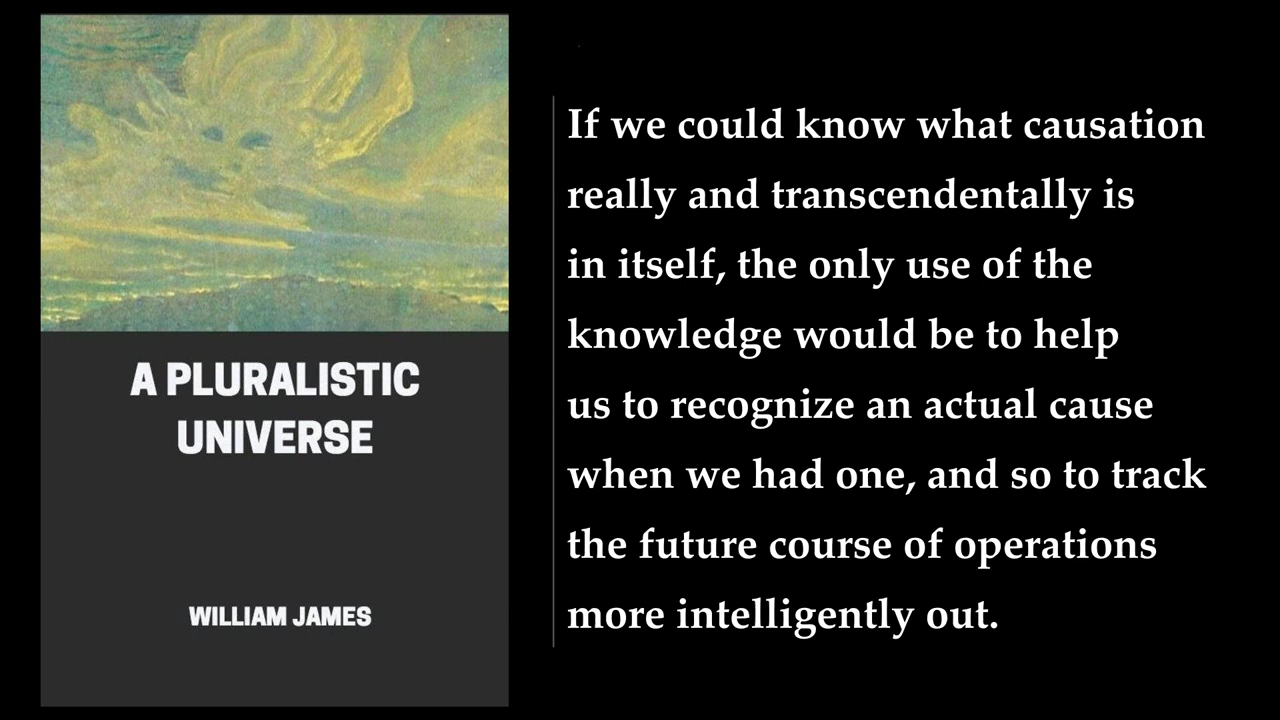 A PLURALISTIC
UNIVERSE
WILLIAM JAMES
If we could know what causation
really and transcendentally is
in itself, the only use of the
knowledge would be to help
us to recognize an actual cause
when we had one, and so to track
the future course of operations
more intelligently out.